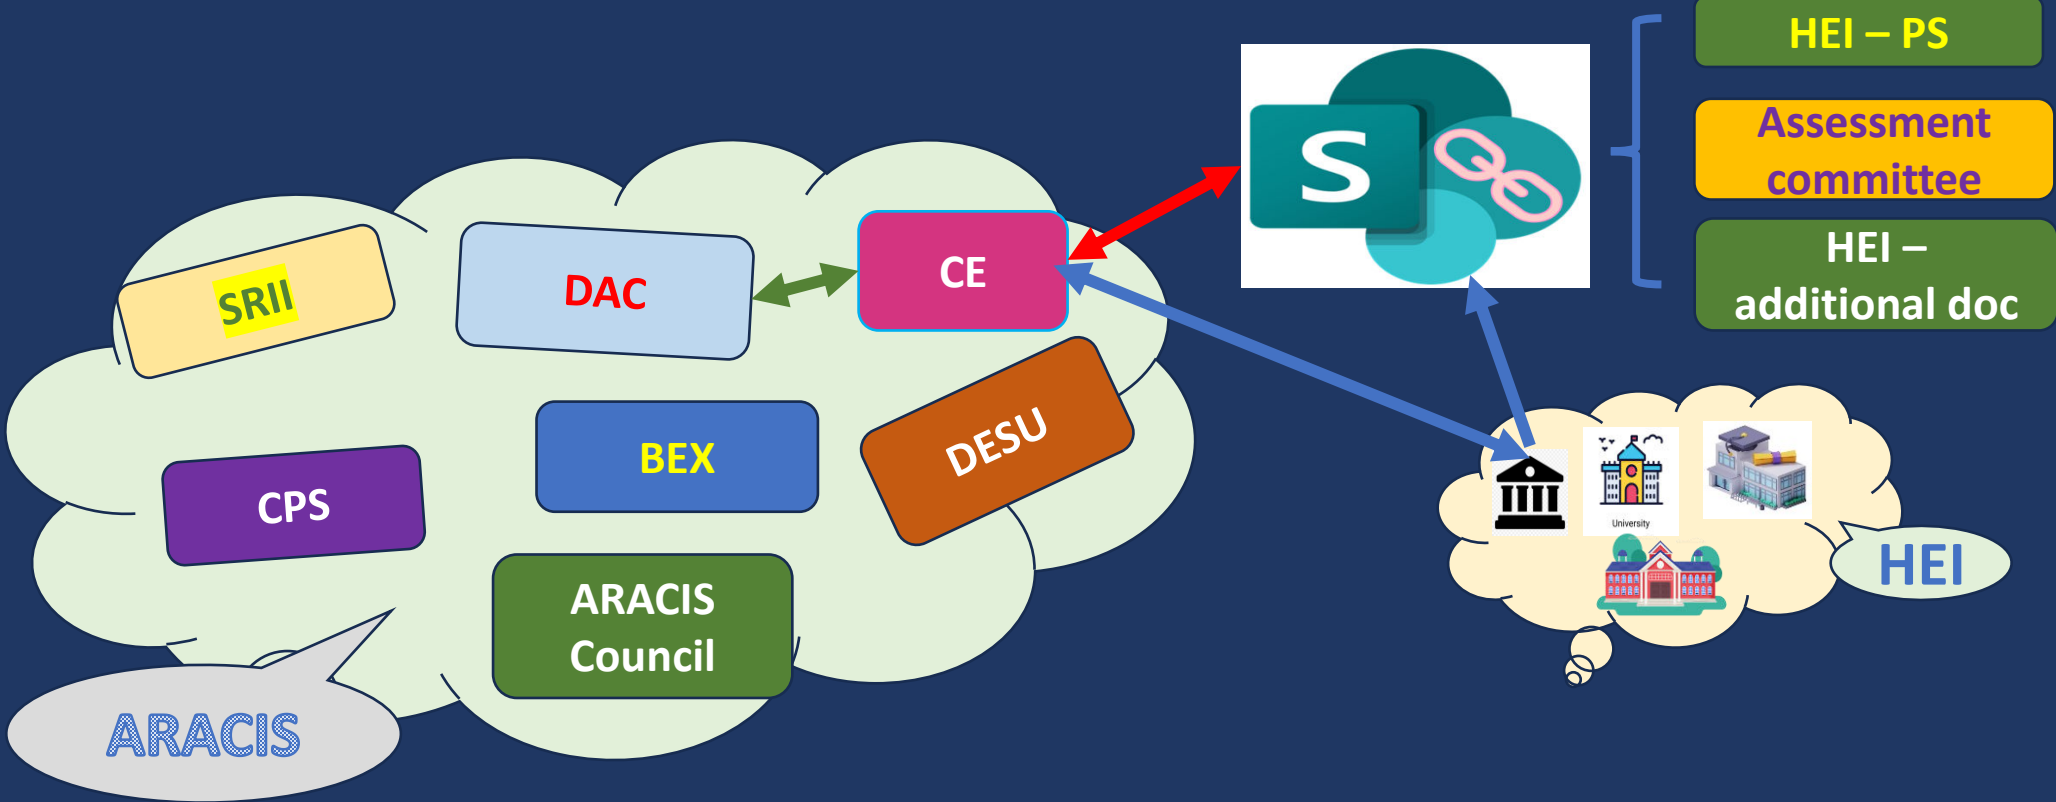 HEI – PS
Assessment
committee
HEI –
additional doc
S
SRII
DAC
CE
BEX
DESU
CPS
ARACIS
Council
ARACIS
University
HEI